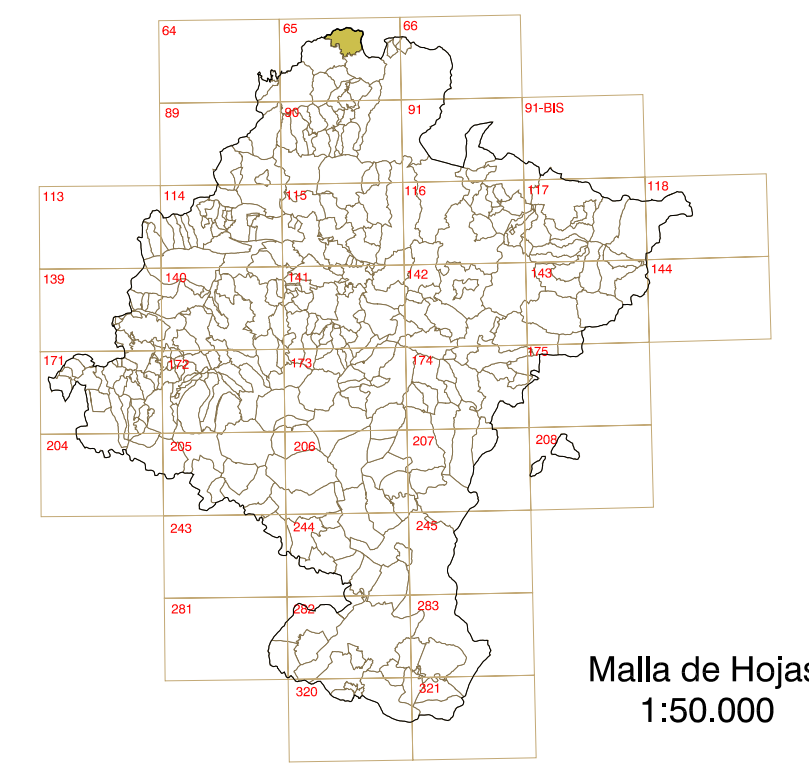 64 65 66
89 90 91 91-BIS
113 114 115 116 117 118
139 140 141 142 143 144
171 172 173 174 175
204 205 206 207 208
243 244 245
281 282 283
320 321
Malla de Hojas
1:50.000